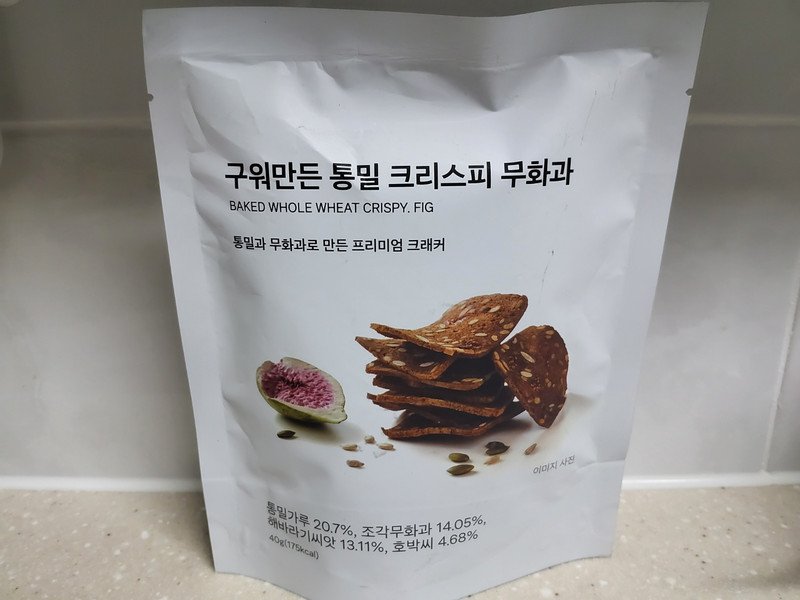 구워만든 통밀 크리스피 무화과
BAKED WHOLE WHEAT CRISPY. FIG
통밀과 무화과로 만든 프리미엄 크래커
이미지 사진
통밀가루 20.7%, 조각무화과 14.05%,
해바라기씨앗 13.11%, 호박씨 4.68%
40g(175kcal)